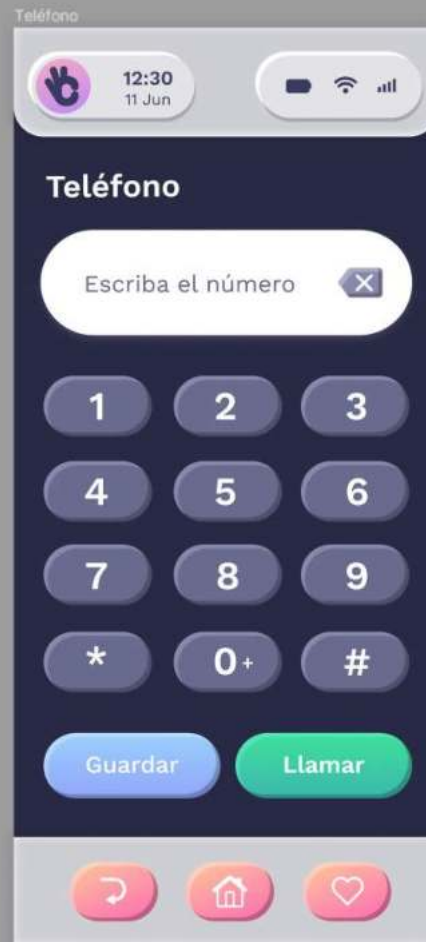 Teléfono
12:30
11 Jun
Teléfono
Escriba el número
1 2 3
4 5 6
7 8 9
* 0+ #
Guardar Llamar